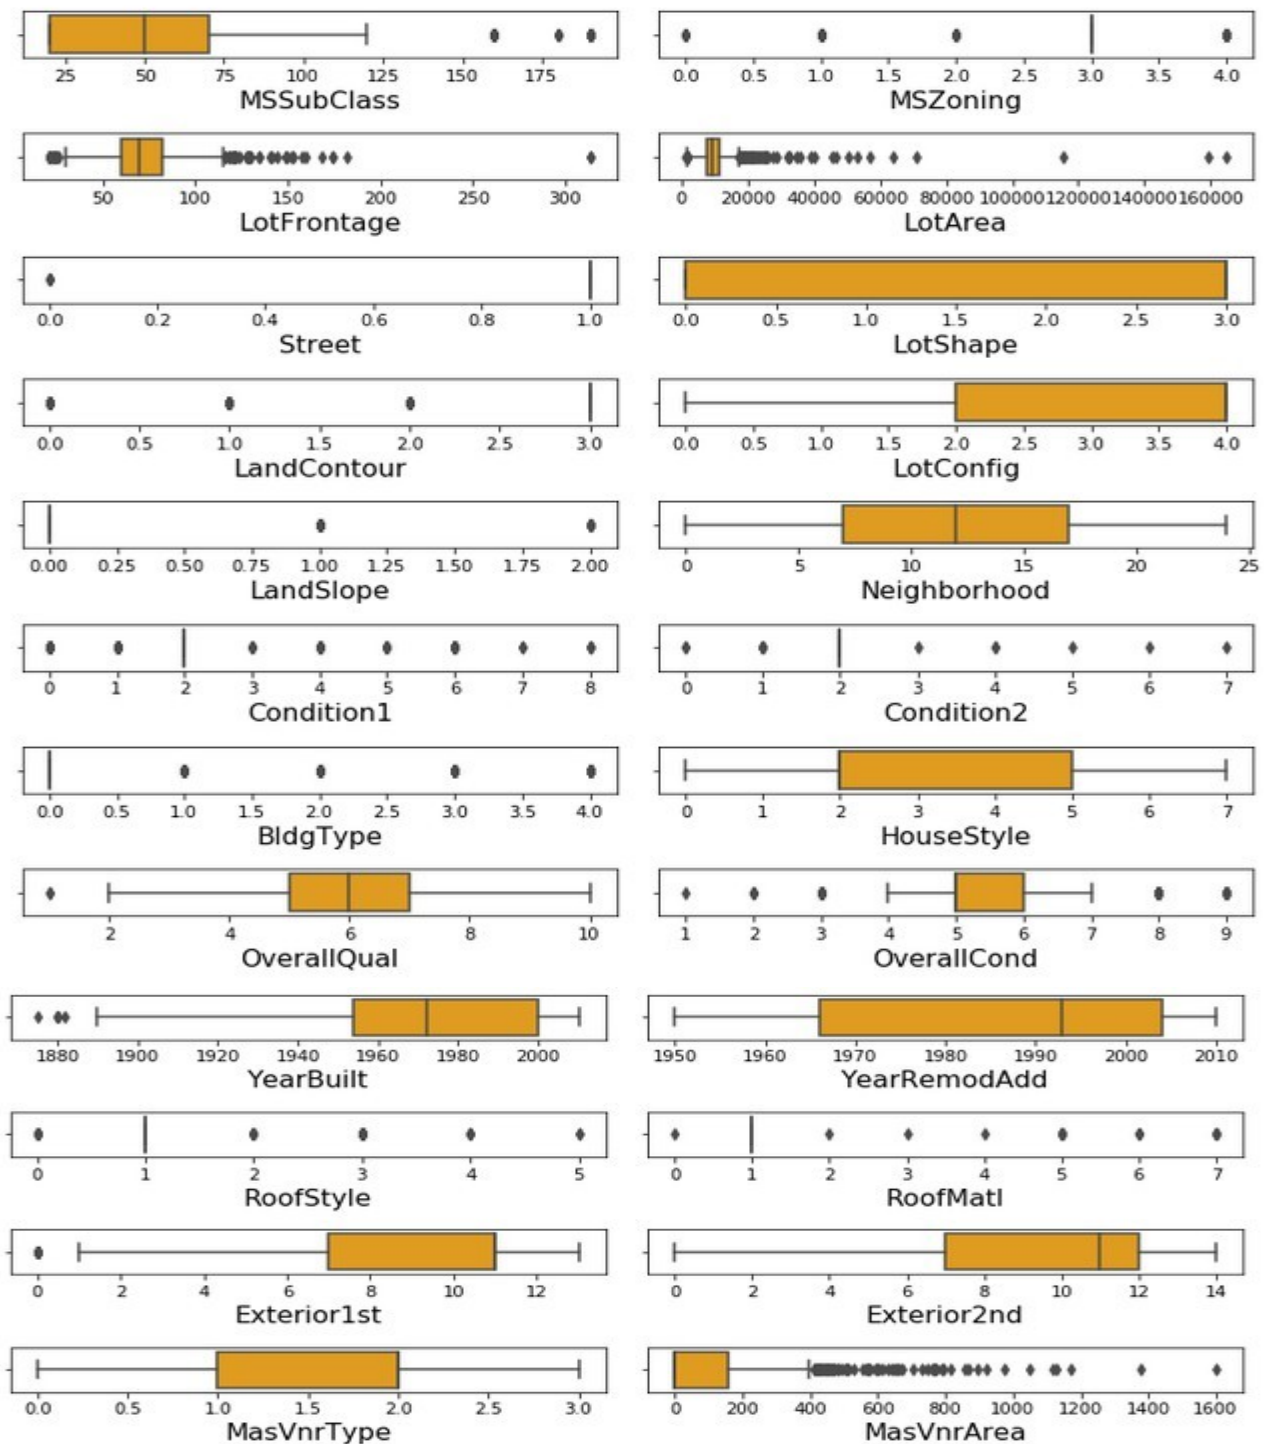 25 50 75 100 125 150 175
MSSubClass
0.0 0.5 1.0 1.5 2.0 2.5 3.0 3.5 4.0
MSZoning
50 100 150 200 250 300
LotFrontage
0 20000 40000 60000 80000 100000 120000 140000 160000
LotArea
0.0 0.2 0.4 0.6 0.8 1.0
Street
0.0 0.5 1.0 1.5 2.0 2.5 3.0
LotShape
0.0 0.5 1.0 1.5 2.0 2.5 3.0
LandContour
0.0 0.5 1.0 1.5 2.0 2.5 3.0 3.5 4.0
LotConfig
0.00 0.25 0.50 0.75 1.00 1.25 1.50 1.75 2.00
LandSlope
0 5 10 15 20 25
Neighborhood
0 1 2 3 4 5 6 7 8
Condition1
0 1 2 3 4 5 6 7
Condition2
0.0 0.5 1.0 1.5 2.0 2.5 3.0 3.5 4.0
BldgType
0 1 2 3 4 5 6 7
HouseStyle
2 4 6 8 10
OverallQual
1 2 3 4 5 6 7 8 9
OverallCond
1880 1900 1920 1940 1960 1980 2000
YearBuilt
1950 1960 1970 1980 1990 2000 2010
YearRemodAdd
0 1 2 3 4 5
RoofStyle
0 1 2 3 4 5 6 7
RoofMatl
0 2 4 6 8 10 12
Exterior1st
0 2 4 6 8 10 12 14
Exterior2nd
0.0 0.5 1.0 1.5 2.0 2.5 3.0
MasVnrType
0 200 400 600 800 1000 1200 1400 1600
MasVnrArea